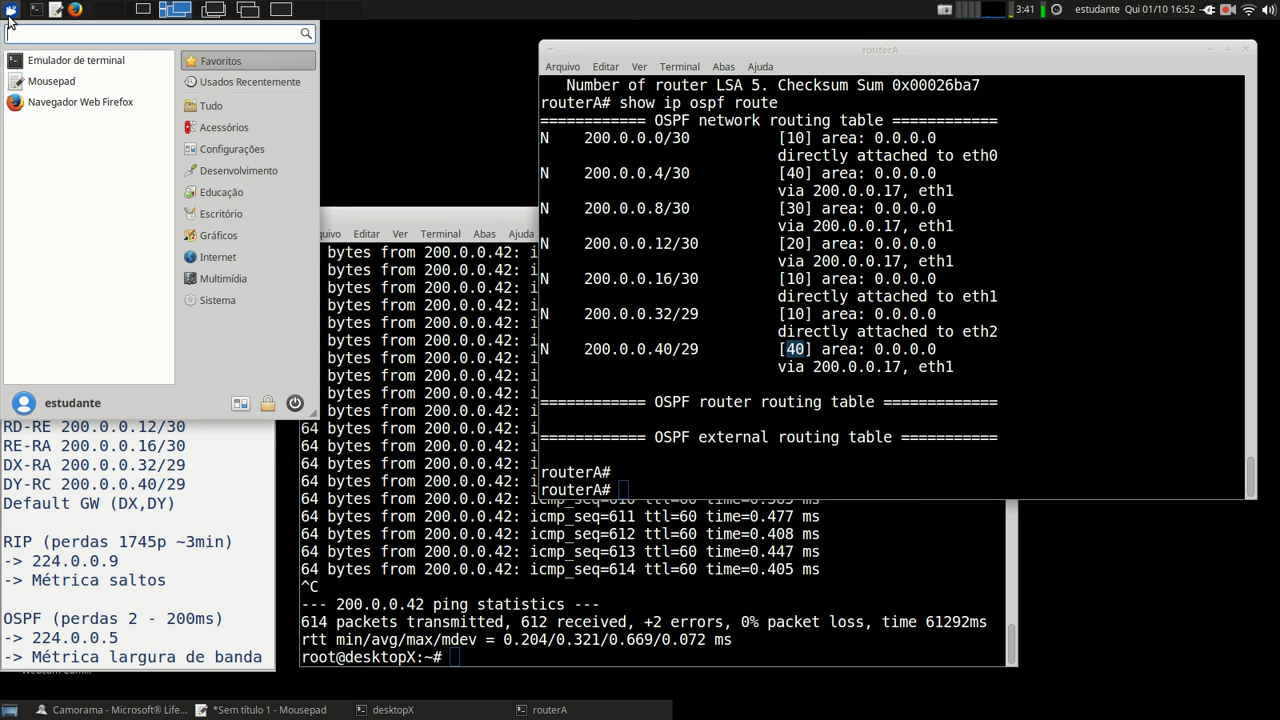 3:41
estudante
Qui 01/10 16:52
Emulador de terminal
Mousepad
Navegador Web Firefox
Favoritos
Usados Recentemente
Tudo
Acessórios
Configurações
Desenvolvimento
Educação
Escritório
Gráficos
Internet
Multimídia
Sistema
estudante
RD-RE 200.0.0.12/30
RE-RA 200.0.0.16/30
DX-RA 200.0.0.32/29
DY-RC 200.0.0.40/29
Default GW (DX,DY)
RIP (perdas 1745p ~3min)
-> 224.0.0.9
-> Métrica saltos
OSPF (perdas 2 - 200ms)
-> 224.0.0.5
-> Métrica largura de banda
routerA
Arquivo Editar Ver Terminal Abas Ajuda
Number of router LSA 5. Checksum Sum 0x00026ba7
routerA# show ip ospf route
============ OSPF network routing table ============
N 200.0.0.0/30 [10] area: 0.0.0.0
directly attached to eth0
N 200.0.0.4/30 [40] area: 0.0.0.0
via 200.0.0.17, eth1
N 200.0.0.8/30 [30] area: 0.0.0.0
via 200.0.0.17, eth1
N 200.0.0.12/30 [20] area: 0.0.0.0
via 200.0.0.17, eth1
N 200.0.0.16/30 [10] area: 0.0.0.0
directly attached to eth1
N 200.0.0.32/29 [10] area: 0.0.0.0
directly attached to eth2
N 200.0.0.40/29 [40] area: 0.0.0.0
via 200.0.0.17, eth1
============ OSPF router routing table =============
============ OSPF external routing table ===========
routerA#
routerA#
quivo Editar Ver Terminal Abas Ajuda
bytes from 200.0.0.42: i
bytes from 200.0.0.42: i
bytes from 200.0.0.42: i
bytes from 200.0.0.42: i
bytes from 200.0.0.42: i
bytes from 200.0.0.42: i
bytes from 200.0.0.42: i
bytes from 200.0.0.42: i
bytes from 200.0.0.42: i
bytes from 200.0.0.42: i
64 bytes from 200.0.0.42: i
64 bytes from 200.0.0.42: i
64 bytes from 200.0.0.42: i
64 bytes from 200.0.0.42: i
64 bytes from 200.0.0.42: icmp_seq=610 ttl=60 time=0.385 ms
64 bytes from 200.0.0.42: icmp_seq=611 ttl=60 time=0.477 ms
64 bytes from 200.0.0.42: icmp_seq=612 ttl=60 time=0.408 ms
64 bytes from 200.0.0.42: icmp_seq=613 ttl=60 time=0.447 ms
64 bytes from 200.0.0.42: icmp_seq=614 ttl=60 time=0.405 ms
^C
--- 200.0.0.42 ping statistics ---
614 packets transmitted, 612 received, +2 errors, 0% packet loss, time 61292ms
rtt min/avg/max/mdev = 0.204/0.321/0.669/0.072 ms
root@desktopX:~#
Camorama - Microsoft® Life...
*Sem título 1 - Mousepad
desktopX
routerA